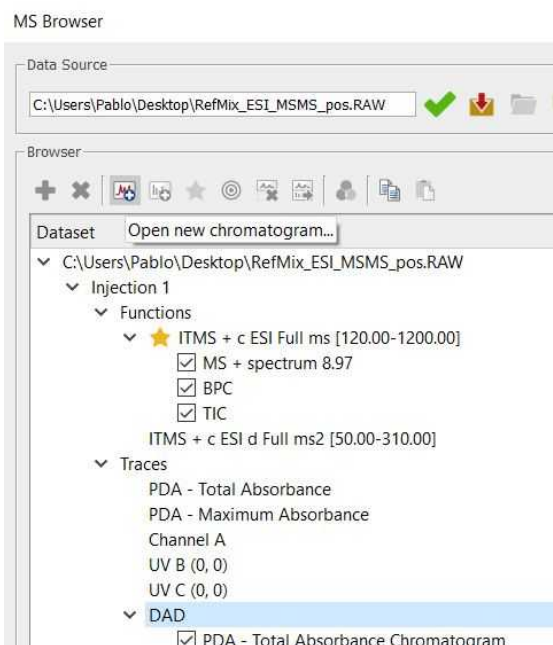 MS Browser
Data Source
C:\Users\Pablo\Desktop\RefMix_ESI_MSMS_pos.RAW
Browser
Dataset
Open new chromatogram...
C:\Users\Pablo\Desktop\RefMix_ESI_MSMS_pos.RAW
Injection 1
Functions
ITMS + c ESI Full ms [120.00-1200.00]
MS + spectrum 8.97
BPC
TIC
ITMS + c ESI d Full ms2 [50.00-310.00]
Traces
PDA - Total Absorbance
PDA - Maximum Absorbance
Channel A
UV B (0, 0)
UV C (0, 0)
DAD
PDA - Total Absorbance Chromatogram